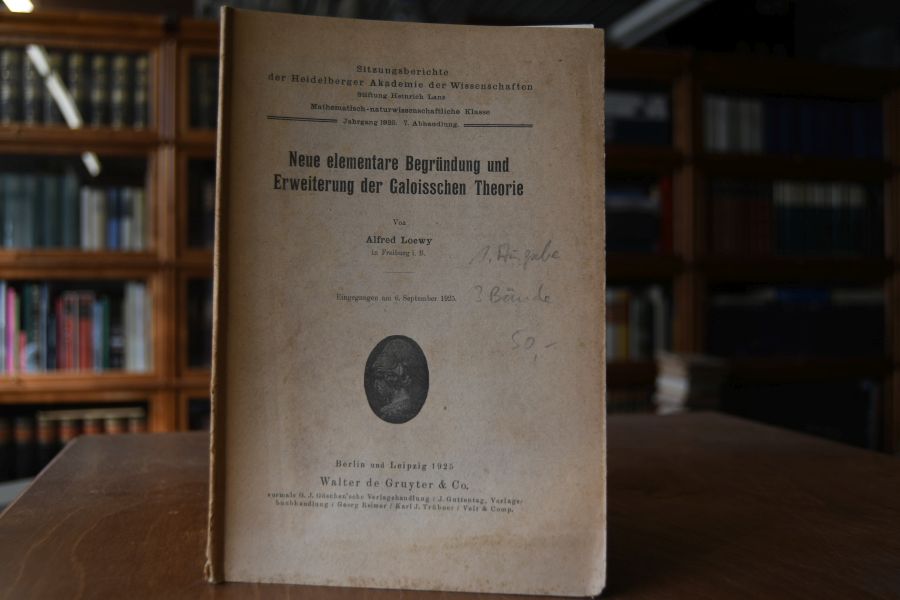 Sitzungsberichte
der Heidelberger Akademie der Wissenschaften
Stiftung Heinrich Lanz
Mathematisch-naturwissenschaftliche Klasse
Jahrgang 1925. 7. Abhandlung.
Neue elementare Begründung und
Erweiterung der Galoisschen Theorie
Von
Alfred Loewy
in Freiburg i. B.
1. Ausgabe
Eingegangen am 6. September 1925.
3 Bände
50,-
Berlin und Leipzig 1925
Walter de Gruyter & Co.
vormals G. J. Göschen'sche Verlagshandlung / J. Guttentag, Verlags-
buchhandlung / Georg Reimer / Karl J. Trübner / Veit & Comp.